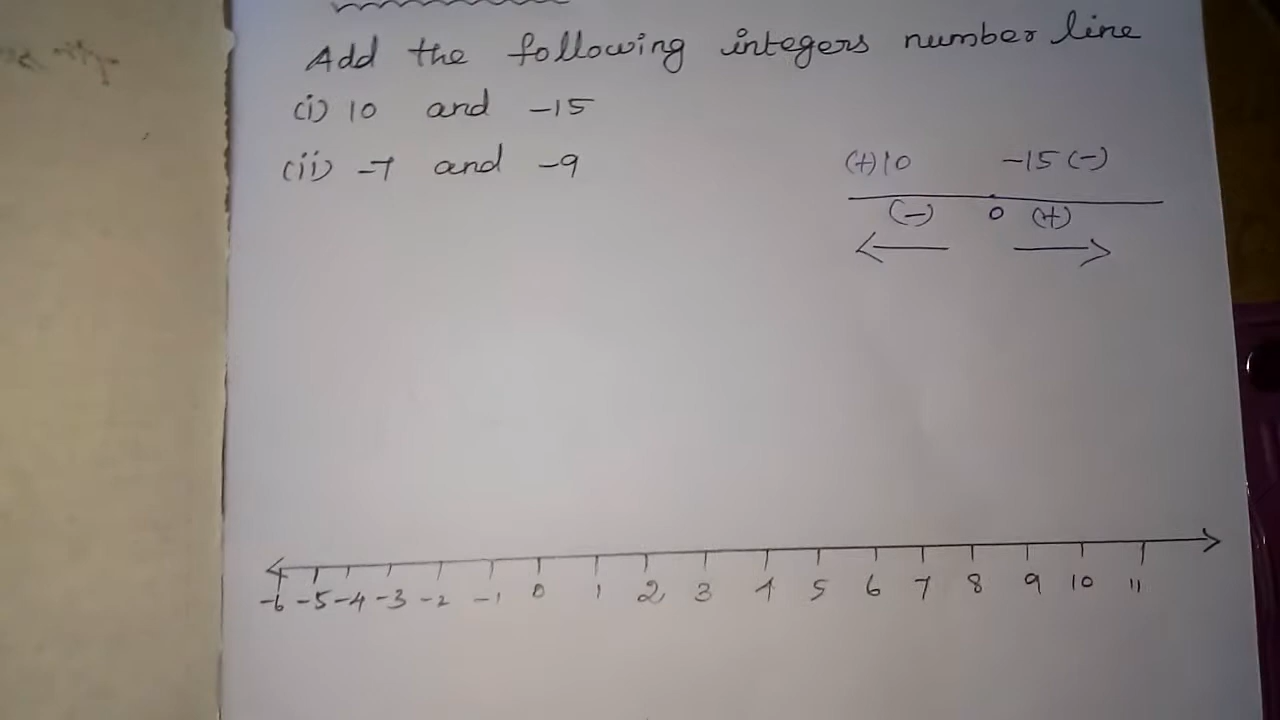 Add the following integers number line
(i) 10 and -15
(ii) -7 and -9
(+)10 -15 (-)
(-) 0 (+)
-6 -5 -4 -3 -2 -1 0 1 2 3 4 5 6 7 8 9 10 11